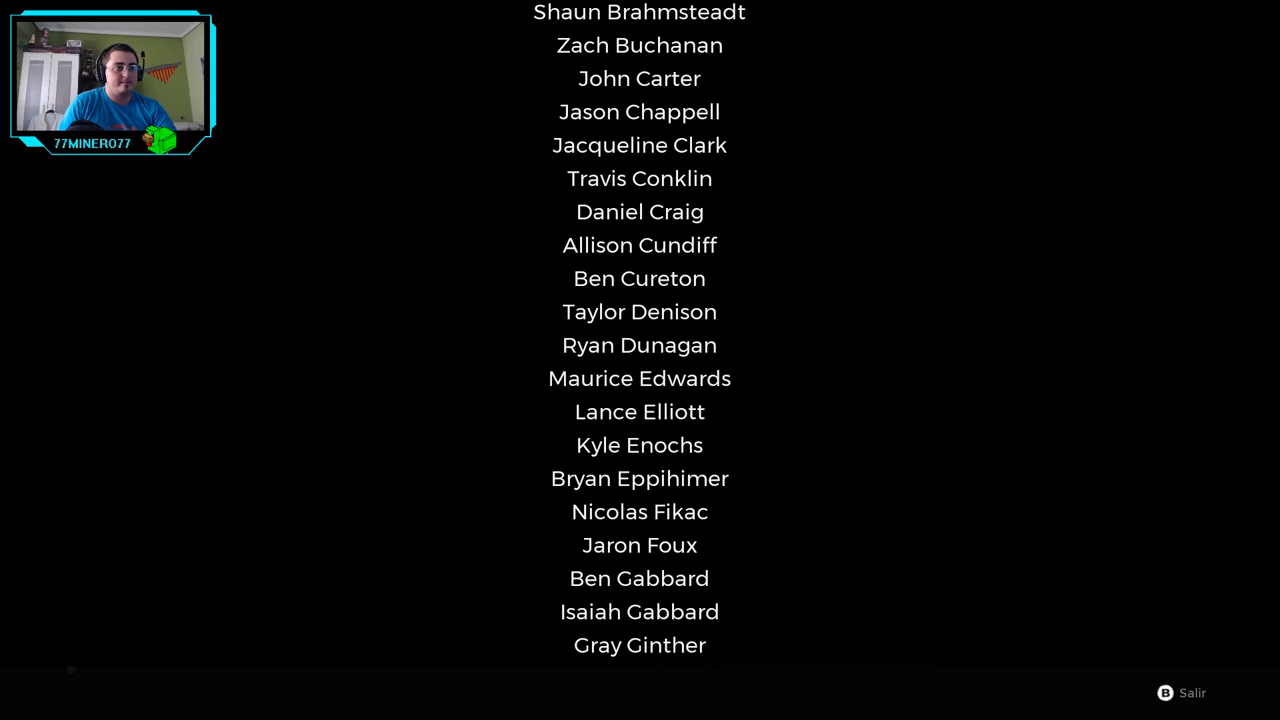 Shaun Brahmsteadt
Zach Buchanan
John Carter
Jason Chappell
Jacqueline Clark
Travis Conklin
Daniel Craig
Allison Cundiff
Ben Cureton
Taylor Denison
Ryan Dunagan
Maurice Edwards
Lance Elliott
Kyle Enochs
Bryan Eppihimer
Nicolas Fikac
Jaron Foux
Ben Gabbard
Isaiah Gabbard
Gray Ginther
77MINERO77
B Salir